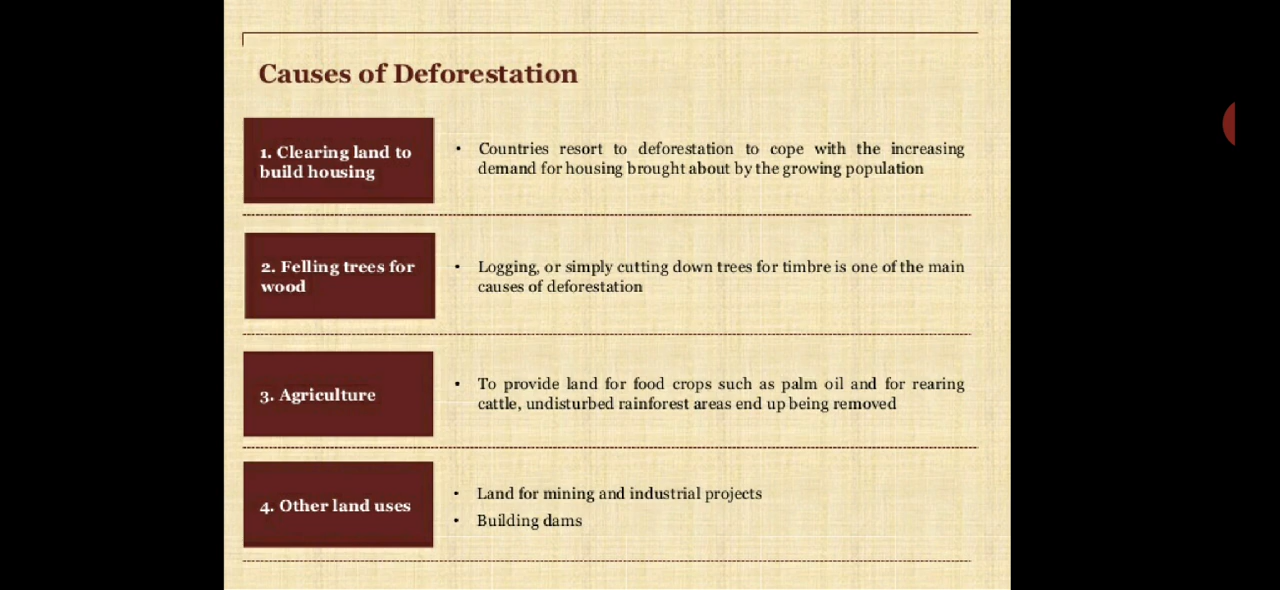 Causes of Deforestation
1. Clearing land to
build housing
• Countries resort to deforestation to cope with the increasing
demand for housing brought about by the growing population
2. Felling trees for
wood
• Logging, or simply cutting down trees for timbre is one of the main
causes of deforestation
3. Agriculture
• To provide land for food crops such as palm oil and for rearing
cattle, undisturbed rainforest areas end up being removed
4. Other land uses
• Land for mining and industrial projects
• Building dams